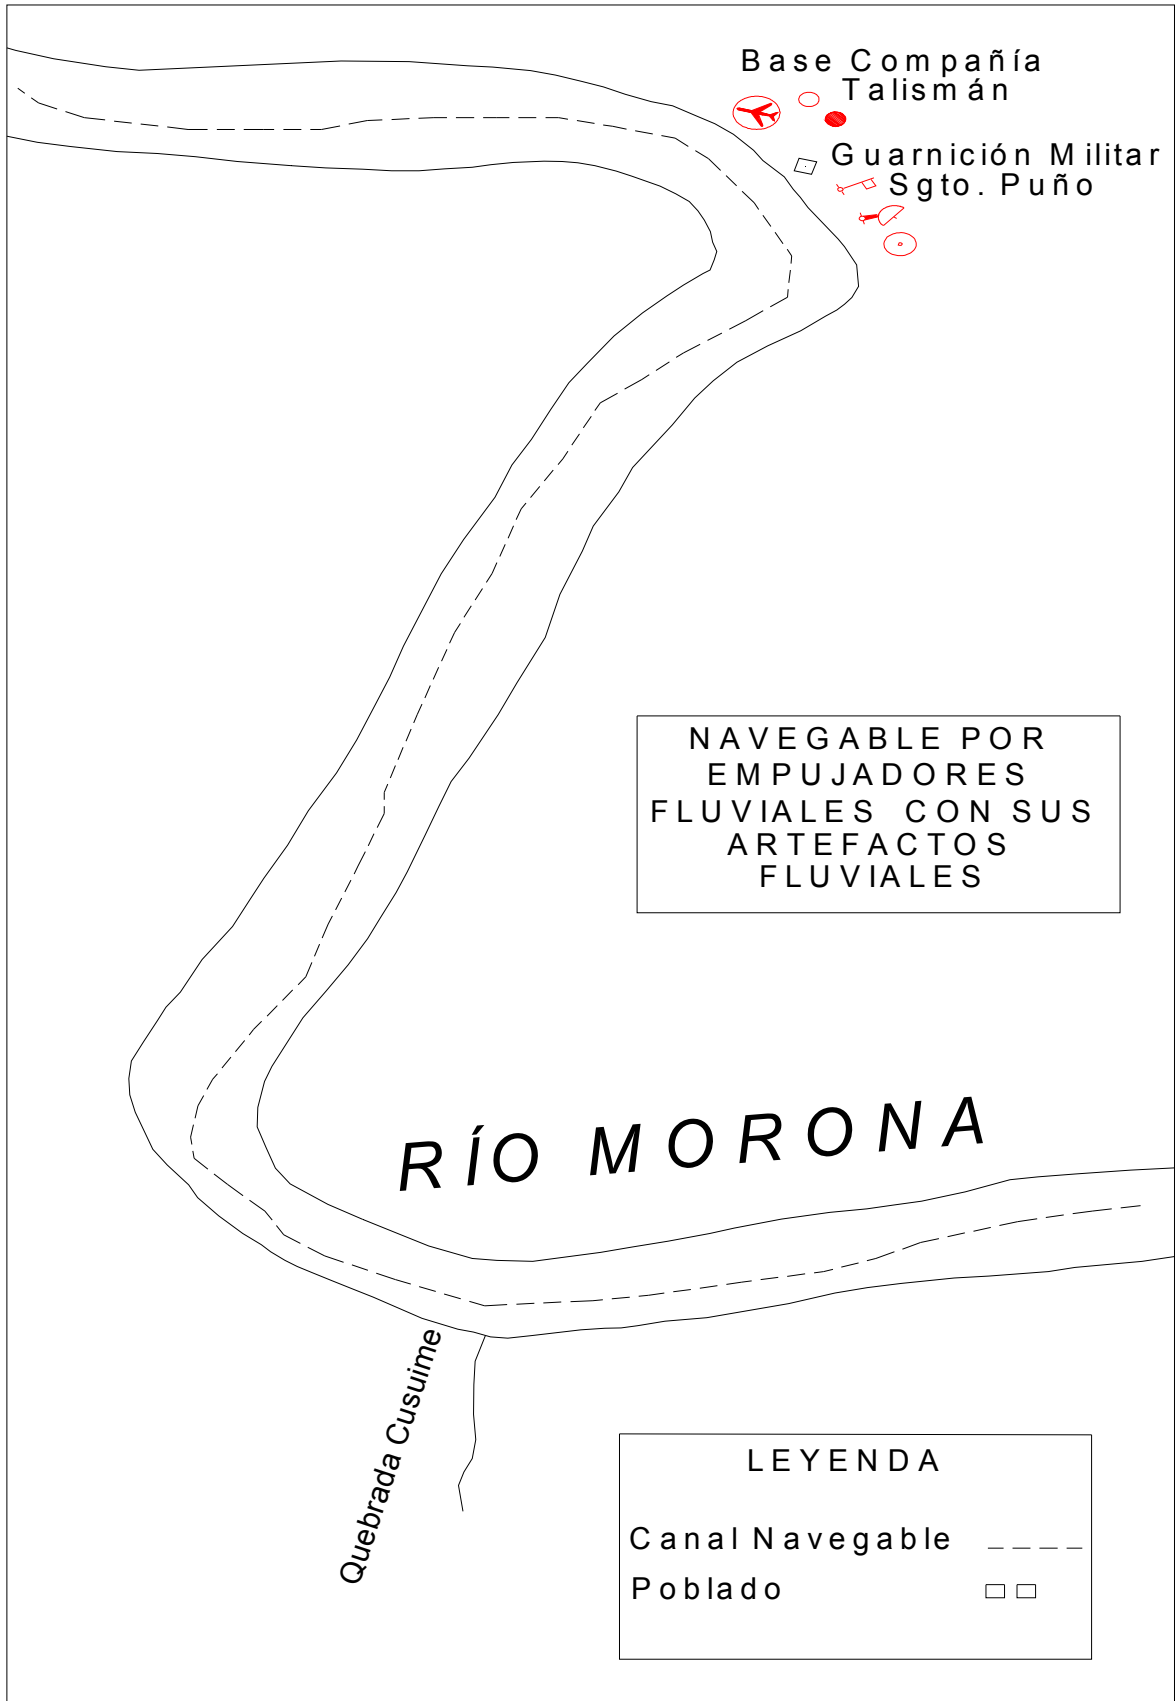 Base Compañía
Talismán
Guarnición Militar
Sgto. Puño
NAVEGABLE POR
EMPUJADORES
FLUVIALES CON SUS
ARTEFACTOS
FLUVIALES
RÍO MORONA
Quebrada Cusuime
LEYENDA
Canal Navegable
Poblado